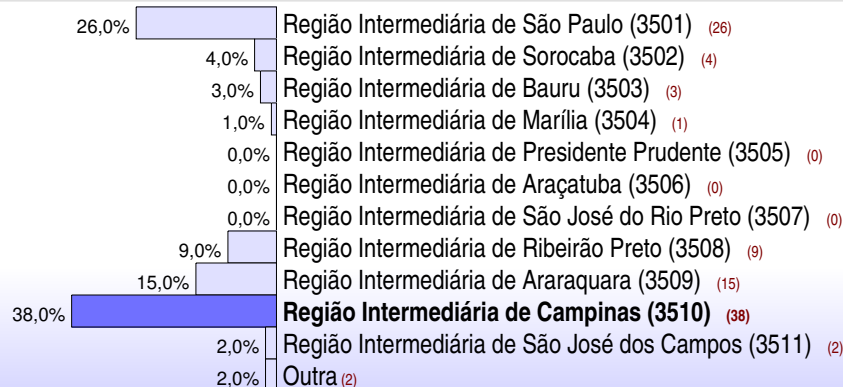 26,0% Região Intermediária de São Paulo (3501) (26)
4,0% Região Intermediária de Sorocaba (3502) (4)
3,0% Região Intermediária de Bauru (3503) (3)
1,0% Região Intermediária de Marília (3504) (1)
0,0% Região Intermediária de Presidente Prudente (3505) (0)
0,0% Região Intermediária de Araçatuba (3506) (0)
0,0% Região Intermediária de São José do Rio Preto (3507) (0)
9,0% Região Intermediária de Ribeirão Preto (3508) (9)
15,0% Região Intermediária de Araraquara (3509) (15)
38,0% Região Intermediária de Campinas (3510) (38)
2,0% Região Intermediária de São José dos Campos (3511) (2)
2,0% Outra (2)